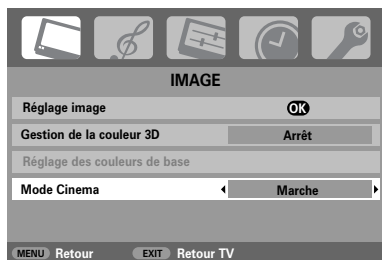 IMAGE
Réglage image OK
Gestion de la couleur 3D Arrêt
Réglage des couleurs de base
Mode Cinema Marche
MENU Retour EXIT Retour TV